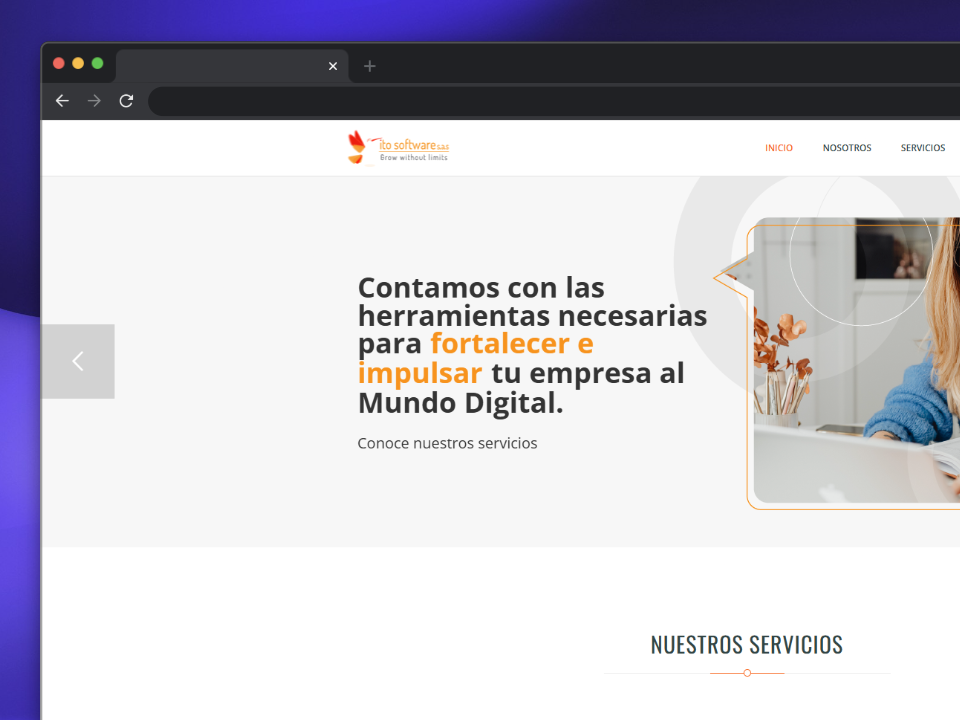 ito software S.A.S
Grow without limits
INICIO NOSOTROS SERVICIOS
Contamos con las
herramientas necesarias
para fortalecer e
impulsar tu empresa al
Mundo Digital.
Conoce nuestros servicios
NUESTROS SERVICIOS